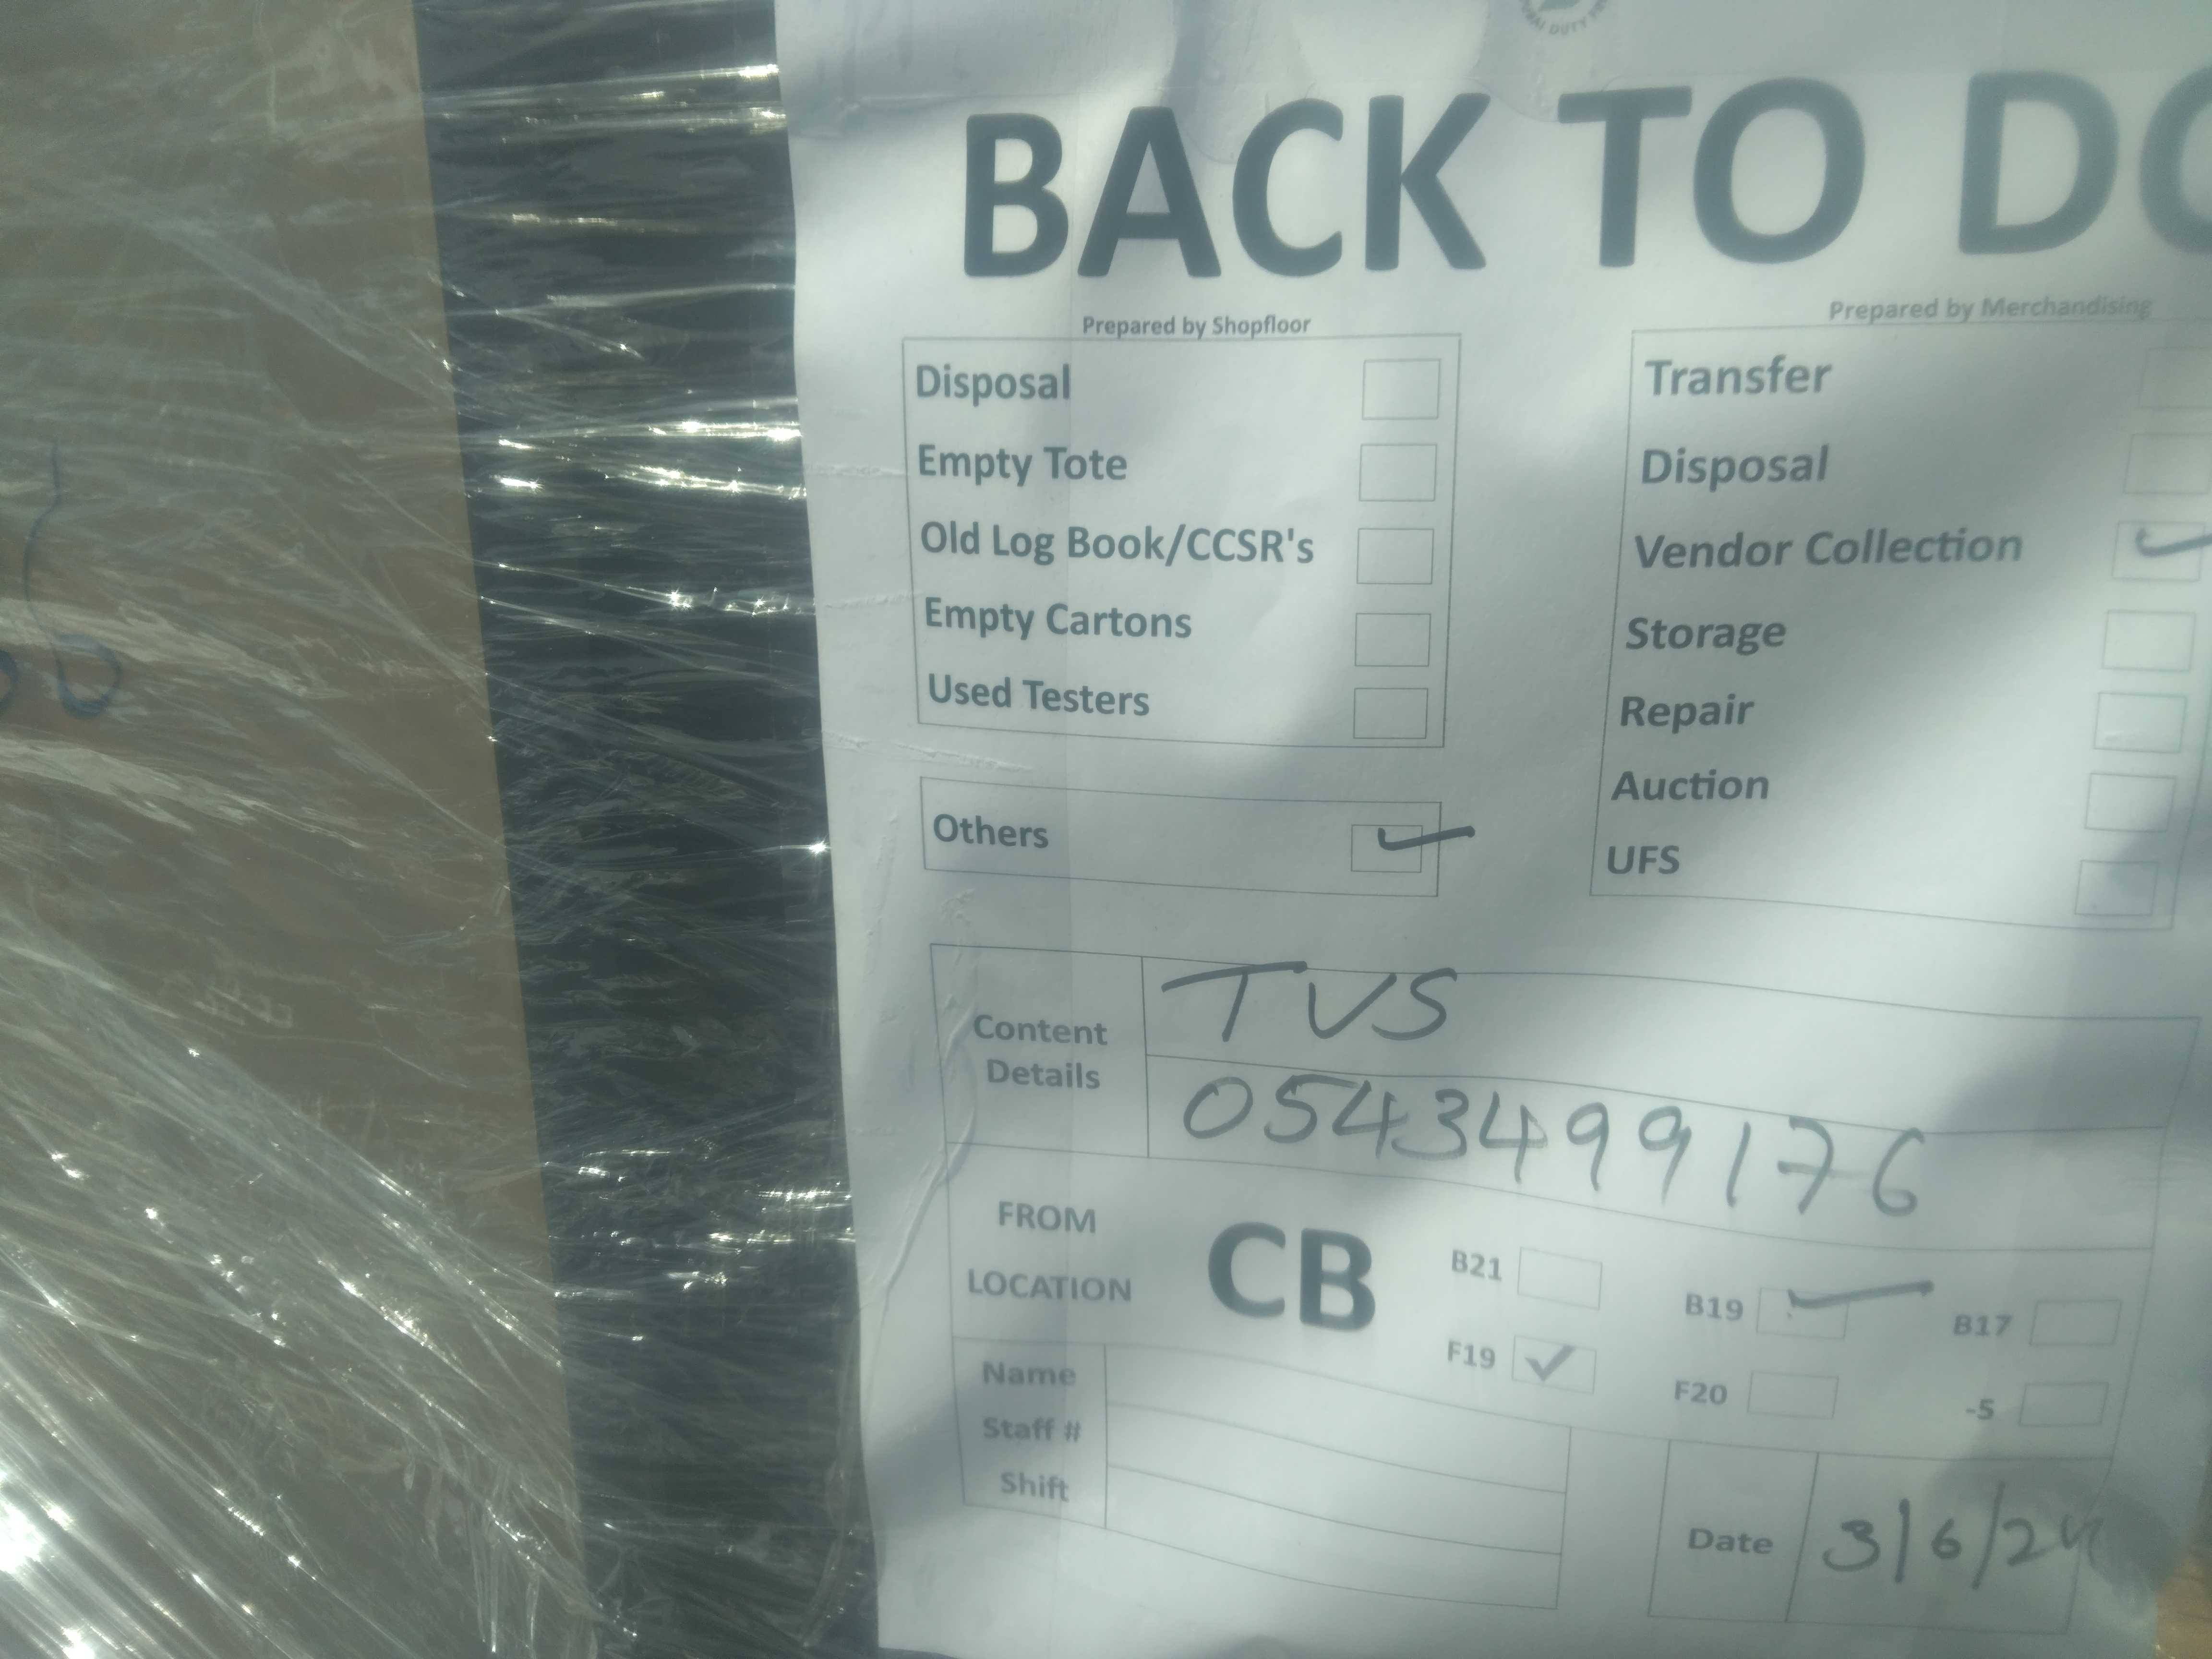 BACK TO
Prepared by Shopfloor
Disposal
Empty Tote
Old Log Book/CCSR's
Empty Cartons
Used Testers
Others
Prepared by Merchandising
Transfer
Disposal
Vendor Collection
Storage
Repair
Auction
UFS
Content Details
TVS
0543499176
FROM LOCATION
CB
B21
B19
B17
F19
F20
-5
Name
Staff #
Shift
Date
3/6/24